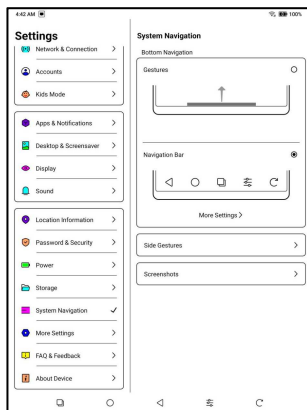 4:42 AM
100%
Settings
Network & Connection
Accounts
Kids Mode
Apps & Notifications
Desktop & Screensaver
Display
Sound
Location Information
Password & Security
Power
Storage
System Navigation
More Settings
FAQ & Feedback
About Device
System Navigation
Bottom Navigation
Gestures
Navigation Bar
More Settings
Side Gestures
Screenshots